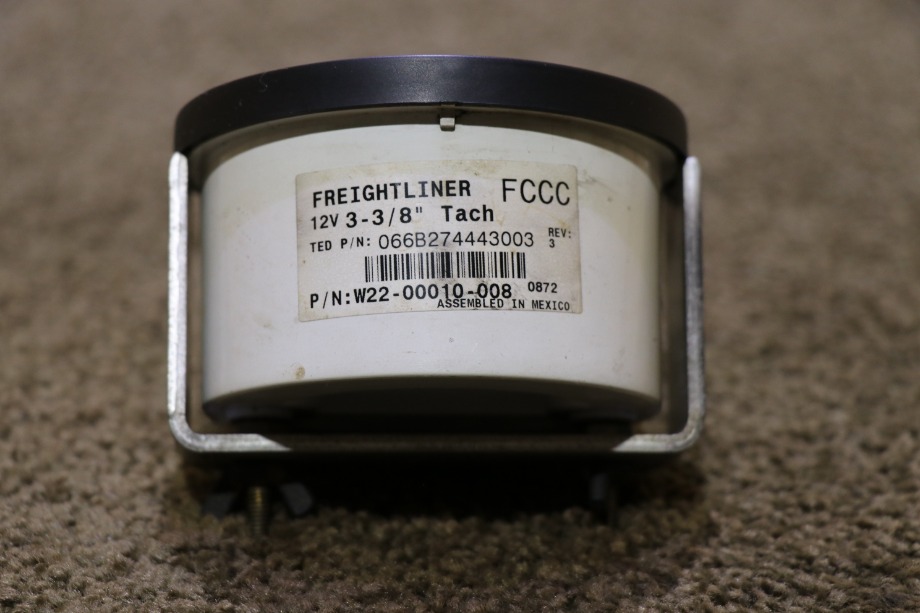 FREIGHTLINER FCCC
12V 3-3/8" Tach
TED P/N: 066B274443003 REV: 3
P/N:W22-00010-008 0872
ASSEMBLED IN MEXICO